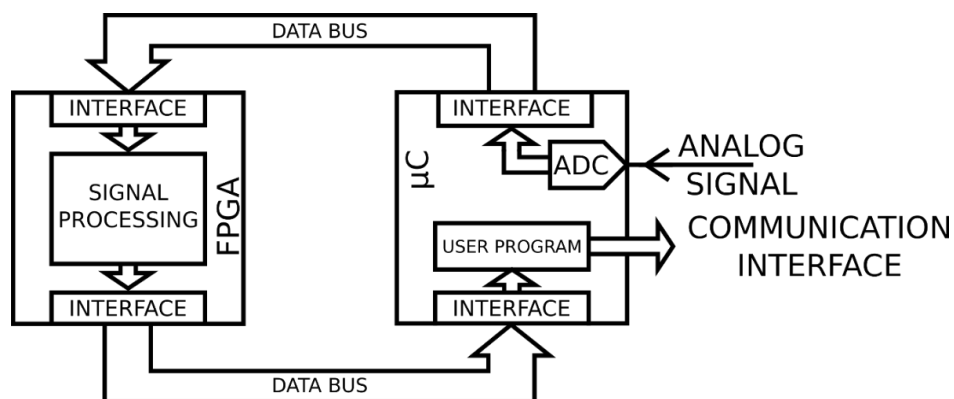 DATA BUS
INTERFACE
SIGNAL
PROCESSING
INTERFACE
FPGA
INTERFACE
µC
ADC
USER PROGRAM
INTERFACE
ANALOG
SIGNAL
COMMUNICATION
INTERFACE
DATA BUS